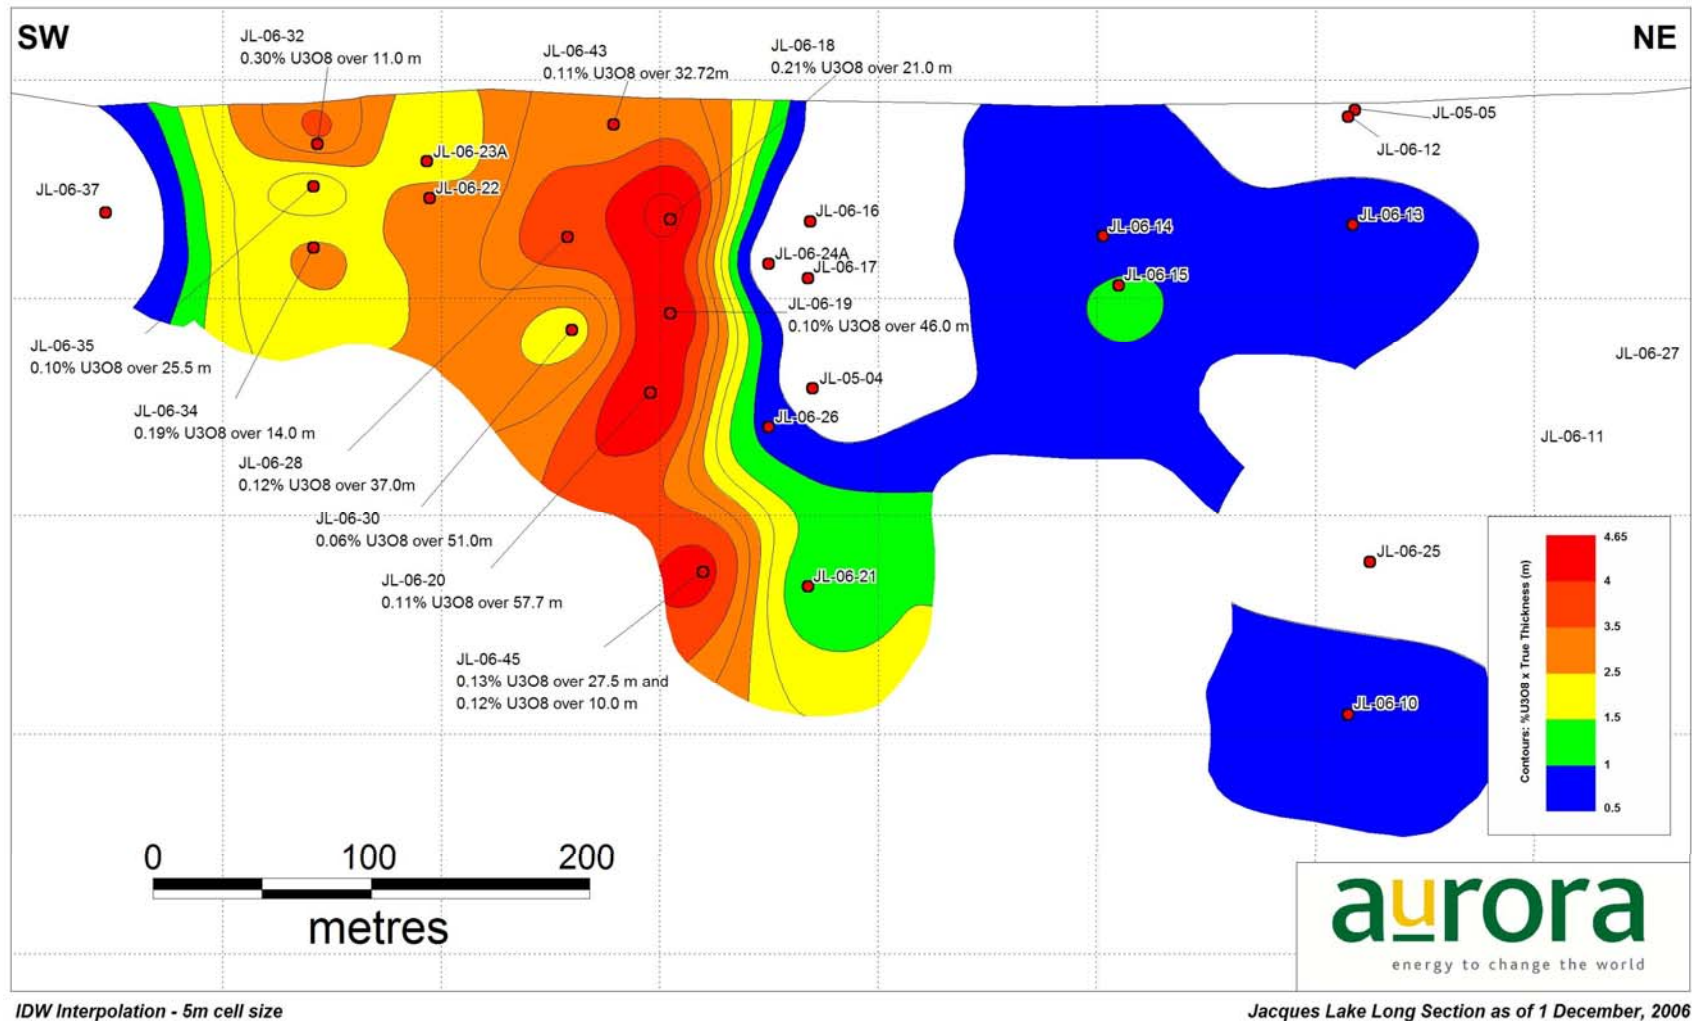 SW
NE
JL-06-32
0.30% U3O8 over 11.0 m
JL-06-43
0.11% U3O8 over 32.72m
JL-06-18
0.21% U3O8 over 21.0 m
JL-05-05
JL-06-12
JL-06-23A
JL-06-22
JL-06-37
JL-06-16
JL-06-24A
JL-06-17
JL-06-14
JL-06-13
JL-06-15
JL-06-19
0.10% U3O8 over 46.0 m
JL-06-35
0.10% U3O8 over 25.5 m
JL-06-27
JL-05-04
JL-06-34
0.19% U3O8 over 14.0 m
JL-06-26
JL-06-11
JL-06-28
0.12% U3O8 over 37.0m
JL-06-30
0.06% U3O8 over 51.0m
JL-06-20
0.11% U3O8 over 57.7 m
JL-06-21
JL-06-25
JL-06-45
0.13% U3O8 over 27.5 m and
0.12% U3O8 over 10.0 m
JL-06-10
Contours: %U3O8 x True Thickness (m)
4.65
4
3.5
2.5
1.5
1
0.5
0 100 200
metres
aurora
energy to change the world
IDW Interpolation - 5m cell size
Jacques Lake Long Section as of 1 December, 2006